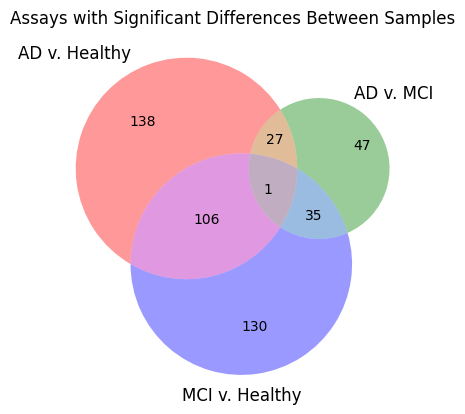 Assays with Significant Differences Between Samples
AD v. Healthy
AD v. MCI
138
27
47
1
106
35
130
MCI v. Healthy